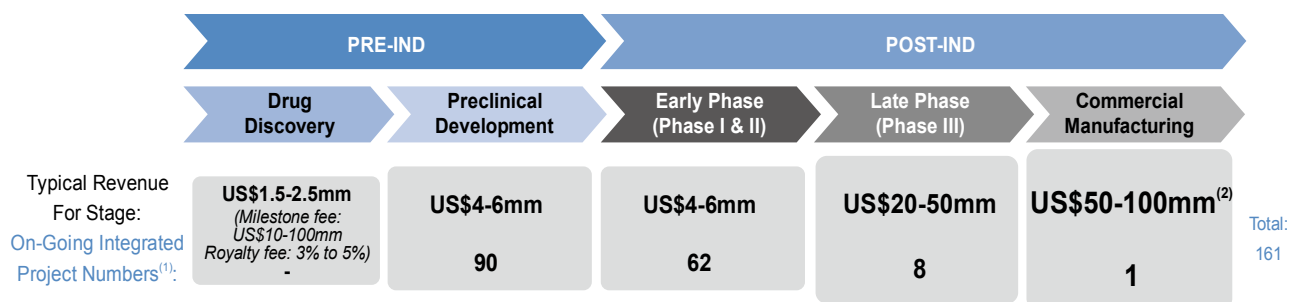 PRE-IND
POST-IND
Drug
Discovery
Preclinical
Development
Early Phase
(Phase I & II)
Late Phase
(Phase III)
Commercial
Manufacturing
Typical Revenue
For Stage:
US$1.5-2.5mm
(Milestone fee:
US$10-100mm
Royalty fee: 3% to 5%)
US$4-6mm
US$4-6mm
US$20-50mm
US$50-100mm(2)
On-Going Integrated
Project Numbers(1):
-
90
62
8
1
Total:
161